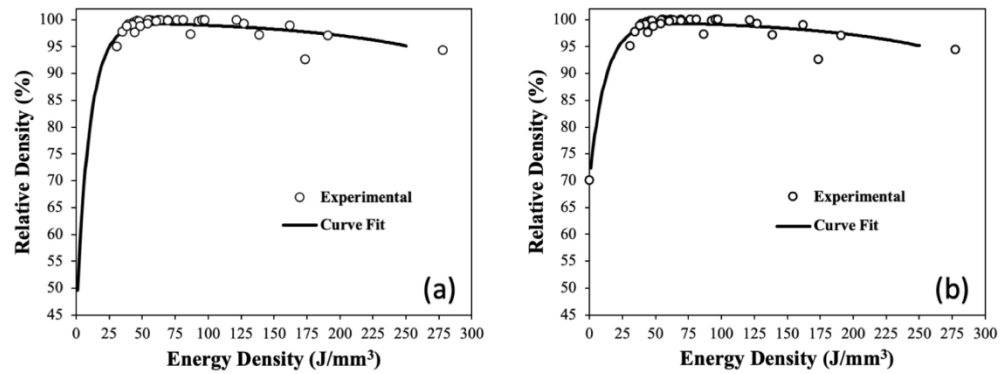 100
95
90
85
80
75
70
65
60
55
50
45
Relative Density (%)
Experimental
Curve Fit
(a)
0 25 50 75 100 125 150 175 200 225 250 275 300
Energy Density (J/mm³)
100
95
90
85
80
75
70
65
60
55
50
45
Relative Density (%)
Experimental
Curve Fit
(b)
0 25 50 75 100 125 150 175 200 225 250 275 300
Energy Density (J/mm³)